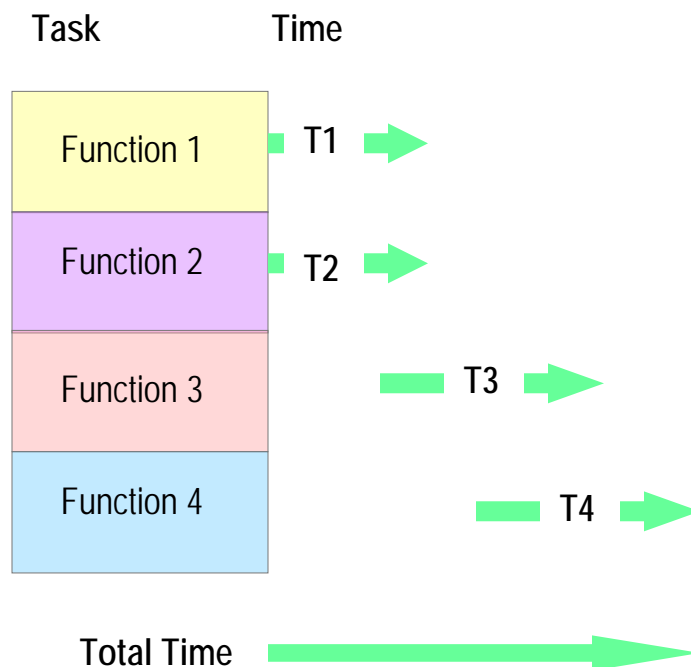 Task Time
Function 1 T1
Function 2 T2
Function 3 T3
Function 4 T4
Total Time